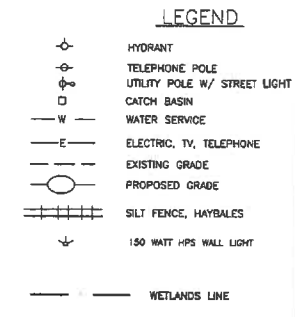 LEGEND
HYDRANT
TELEPHONE POLE
UTILITY POLE W/ STREET LIGHT
CATCH BASIN
W WATER SERVICE
E ELECTRIC, TV, TELEPHONE
EXISTING GRADE
PROPOSED GRADE
SILT FENCE, HAYBALES
150 WATT HPS WALL LIGHT
WETLANDS LINE